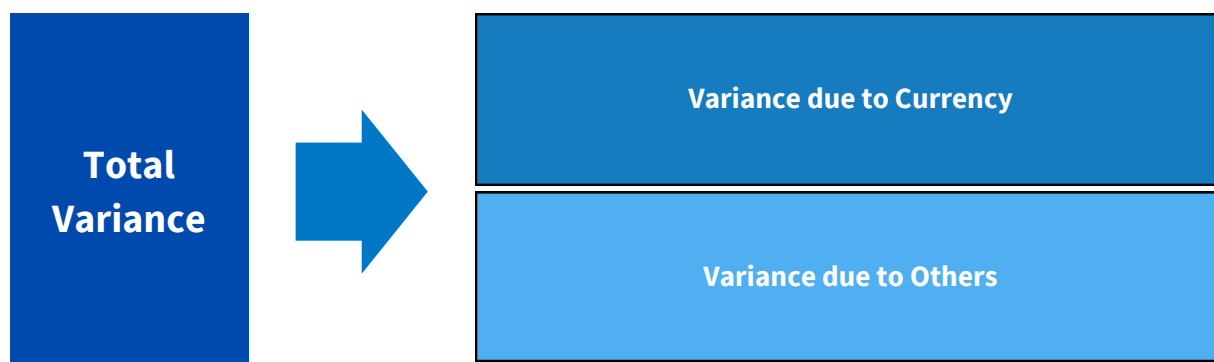 Total
Variance
Variance due to Currency
Variance due to Others